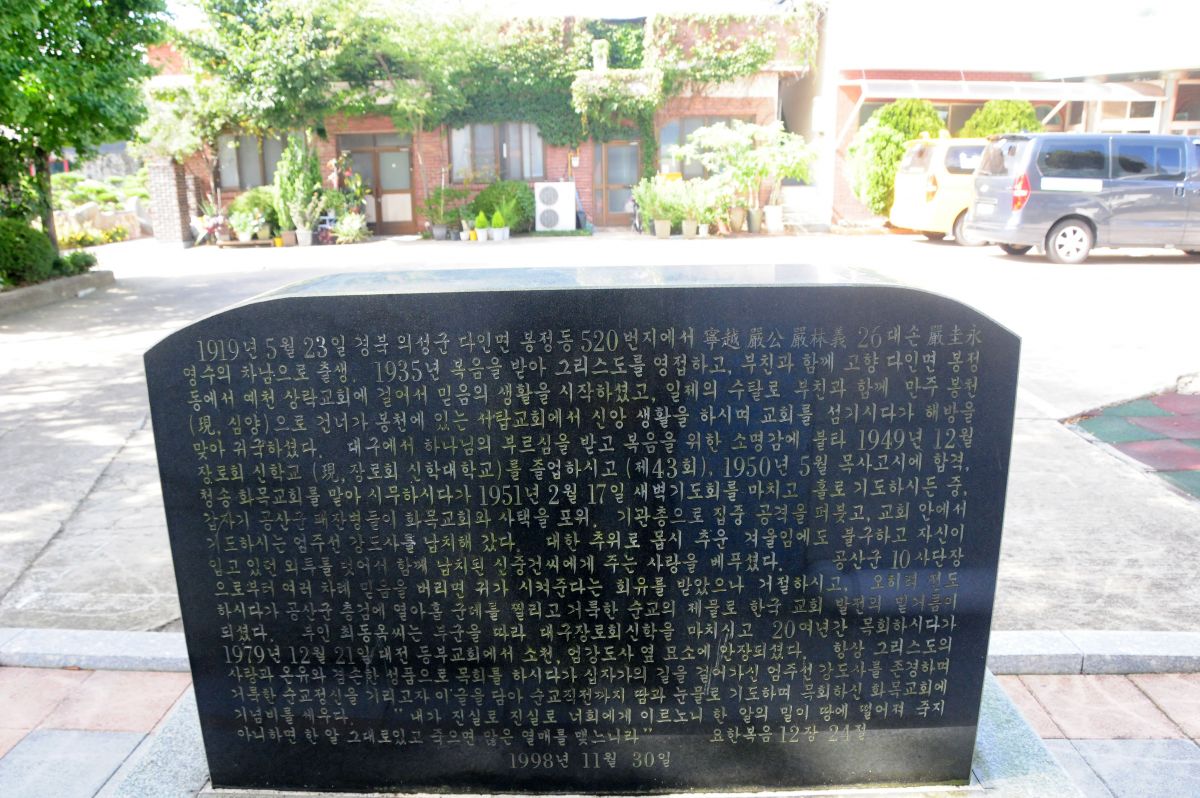 1919년 5월 23일 경북 의성군 다인면 봉정동 520 번지에서 寧越 嚴公 嚴林義 26대손 嚴圭永
영수의 차남으로 출생. 1935년 복음을 받아 그리스도를 영접하고, 부친과 함께 고향 다인면 봉정
동에서 예천 상락교회에 걸어서 믿음의 생활을 시작하셨고, 일제의 수탈로 부친과 함께 만주 봉천
(現, 심양) 으로 건너가 봉천에 있는 서탑교회에서 신앙 생활을 하시며 교회를 섬기시다가 해방을
맞아 귀국하셨다. 대구에서 하나님의 부르심을 받고 복음을 위한 소명감에 불타 1949년 12월
장로회 신학교 (現, 장로회 신학대학교)를 졸업하시고 (제43회). 1950년 5월 목사고시에 합격,
청송 화목교회를 맡아 시무하시다가 1951년 2월 17일 새벽기도회를 마치고 홀로 기도하시든 중,
갑자기 공산군 패잔병들이 화목교회와 사택을 포위, 기관총으로 집중 공격을 퍼붓고, 교회 안에서
기도하시는 엄주선 강도사를 납치해 갔다. 대한 추위로 몹시 추운 겨울임에도 불구하고 자신이
입고 있던 외투를 벗어서 함께 납치된 신충건씨에게 주는 사랑을 베푸셨다. 공산군 10 사단장
으로부터 여러 차례 믿음을 버리면 귀가 시켜준다는 회유를 받았으나 거절하시고, 오히려 전도
하시다가 공산군 총검에 열아홉 군데를 찔리고 거룩한 순교의 제물로 한국 교회 발전의 밑거름이
되셨다. 부인 최동옥씨는 부군을 따라 대구장로회신학을 마치시고 20여년간 목회하시다가
1979년 12월 21일 대전 동부교회에서 소천, 엄강도사 옆 묘소에 안장되셨다. 항상 그리스도의
사랑과 온유와 겸손한 성품으로 목회를 하시다가 십자가의 길을 걸어가신 엄주선 강도사를 존경하며
거룩한 순교정신을 기리고자 이 글을 담아 순교직전까지 땀과 눈물로 기도하며 목회하신 화목교회에
기념비를 세우다. "내가 진실로 진실로 너희에게 이르노니 한 알의 밀이 땅에 떨어져 죽지
아니하면 한 알 그대로있고 죽으면 많은 열매를 맺느니라" 요한복음 12장 24절
1998년 11월 30일